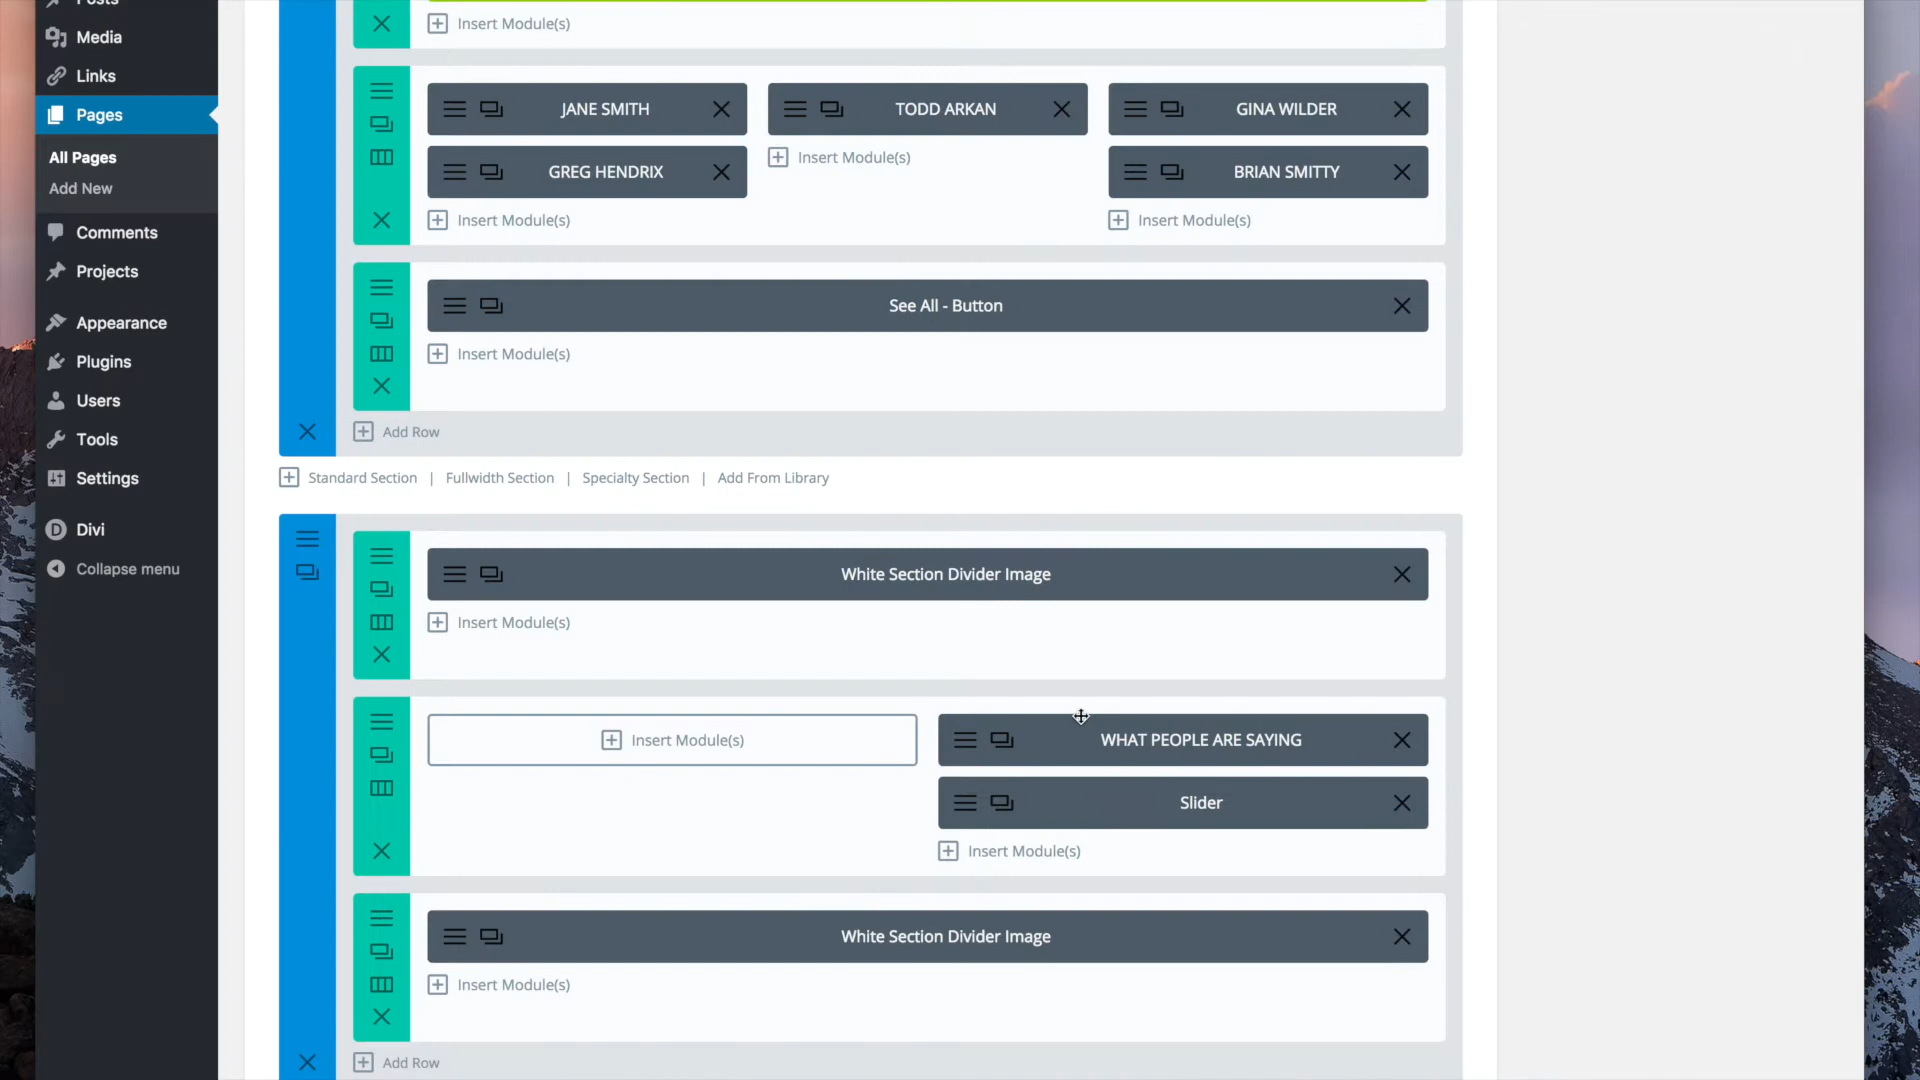 Posts
Media
Links
Pages
All Pages
Add New
Comments
Projects
Appearance
Plugins
Users
Tools
Settings
Divi
Collapse menu
Insert Module(s)
JANE SMITH
TODD ARKAN
GINA WILDER
GREG HENDRIX
Insert Module(s)
BRIAN SMITTY
Insert Module(s)
Insert Module(s)
See All - Button
Insert Module(s)
Add Row
Standard Section | Fullwidth Section | Specialty Section | Add From Library
White Section Divider Image
Insert Module(s)
Insert Module(s)
WHAT PEOPLE ARE SAYING
Slider
Insert Module(s)
White Section Divider Image
Insert Module(s)
Add Row